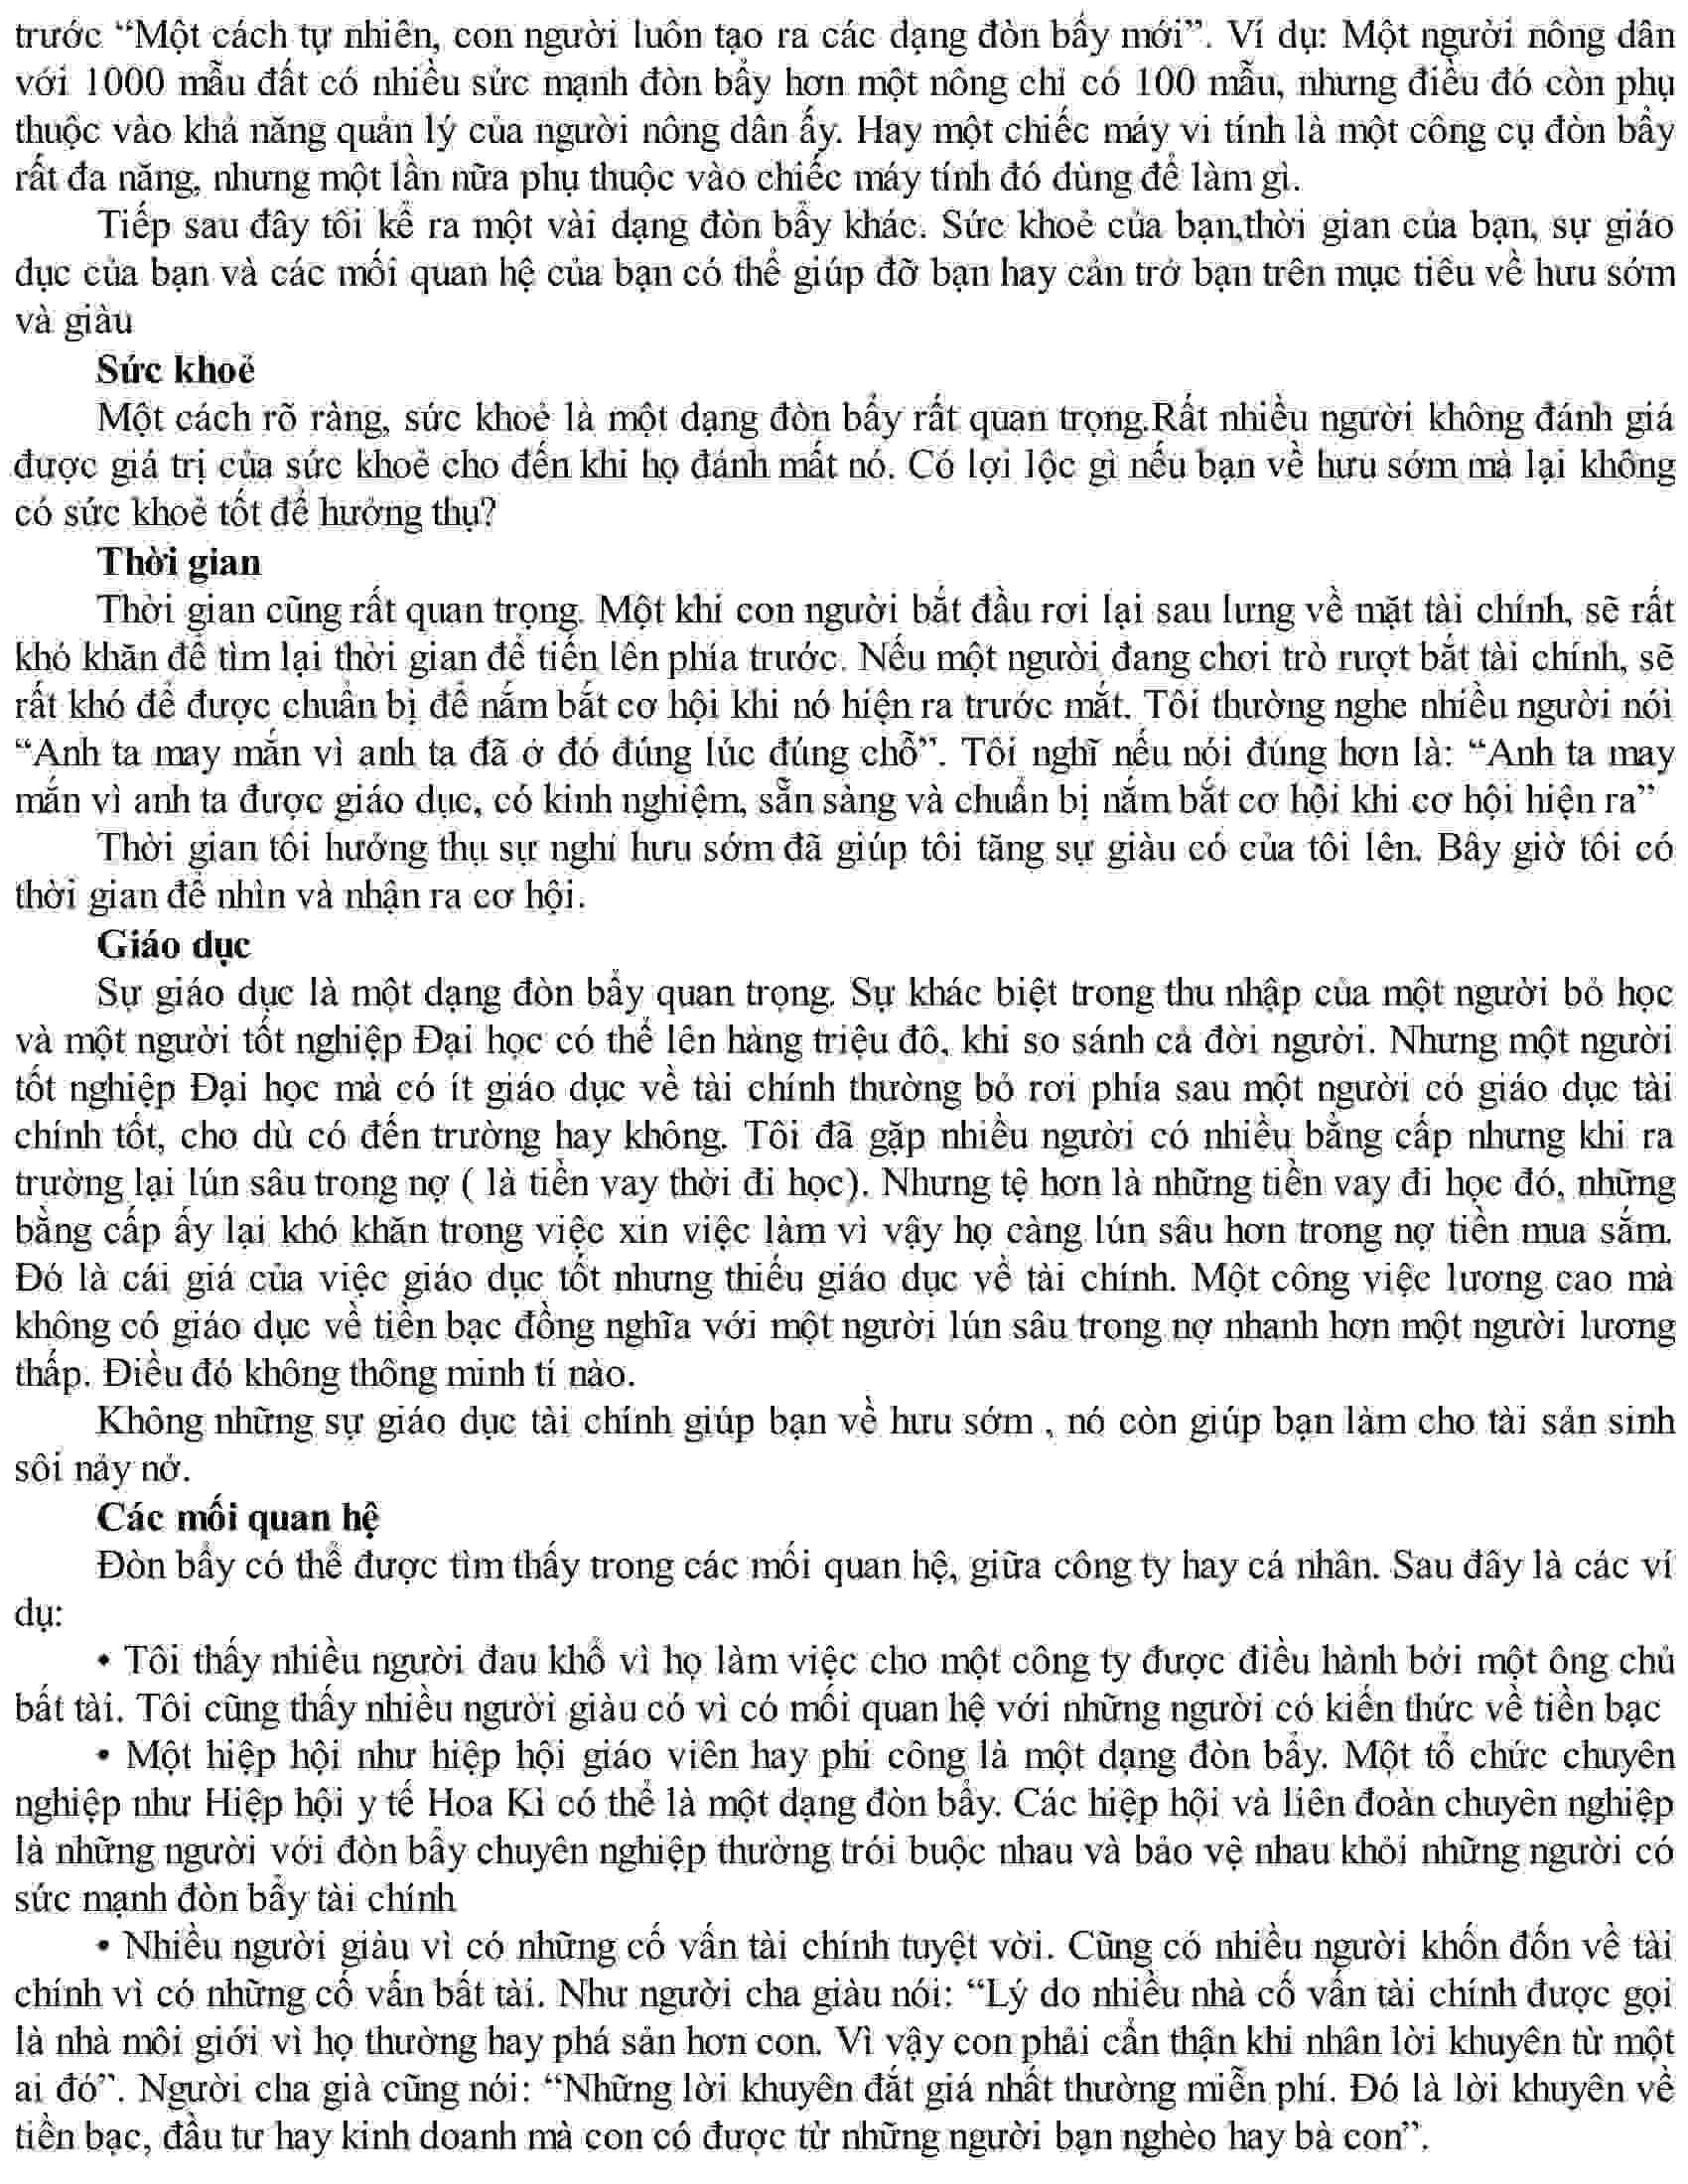 trước “Một cách tự nhiên, con người luôn tạo ra các dạng đòn bẩy mới”. Ví dụ: Một người nông dân
với 1000 mẫu đất có nhiều sức mạnh đòn bẩy hơn một nông chỉ có 100 mẫu, nhưng điều đó còn phụ
thuộc vào khả năng quản lý của người nông dân ấy. Hay một chiếc máy vi tính là một công cụ đòn bẩy
rất đa năng, nhưng một lần nữa phụ thuộc vào chiếc máy tính đó dùng để làm gì.
Tiếp sau đây tôi kể ra một vài dạng đòn bẩy khác. Sức khoẻ của bạn,thời gian của bạn, sự giáo
dục của bạn và các mối quan hệ của bạn có thể giúp đỡ bạn hay cản trở bạn trên mục tiêu về hưu sớm
và giàu
Sức khoẻ
Một cách rõ ràng, sức khoẻ là một dạng đòn bẩy rất quan trọng.Rất nhiều người không đánh giá
được giá trị của sức khoẻ cho đến khi họ đánh mất nó. Có lợi lộc gì nếu bạn về hưu sớm mà lại không
có sức khoẻ tốt để hưởng thụ?
Thời gian
Thời gian cũng rất quan trọng. Một khi con người bắt đầu rơi lại sau lưng về mặt tài chính, sẽ rất
khó khăn để tìm lại thời gian để tiến lên phía trước. Nếu một người đang chơi trò rượt bắt tài chính, sẽ
rất khó để được chuẩn bị để nắm bắt cơ hội khi nó hiện ra trước mắt. Tôi thường nghe nhiều người nói
“Anh ta may mắn vì anh ta đã ở đó đúng lúc đúng chỗ”. Tôi nghĩ nếu nói đúng hơn là: “Anh ta may
mắn vì anh ta được giáo dục, có kinh nghiệm, sẵn sàng và chuẩn bị nắm bắt cơ hội khi cơ hội hiện ra”
Thời gian tôi hưởng thụ sự nghỉ hưu sớm đã giúp tôi tăng sự giàu có của tôi lên. Bây giờ tôi có
thời gian để nhìn và nhận ra cơ hội.
Giáo dục
Sự giáo dục là một dạng đòn bẩy quan trọng. Sự khác biệt trong thu nhập của một người bỏ học
và một người tốt nghiệp Đại học có thể lên hàng triệu đô, khi so sánh cả đời người. Nhưng một người
tốt nghiệp Đại học mà có ít giáo dục về tài chính thường bỏ rơi phía sau một người có giáo dục tài
chính tốt, cho dù có đến trường hay không. Tôi đã gặp nhiều người có nhiều bằng cấp nhưng khi ra
trường lại lún sâu trong nợ ( là tiền vay thời đi học). Nhưng tệ hơn là những tiền vay đi học đó, những
bằng cấp ấy lại khó khăn trong việc xin việc làm vì vậy họ càng lún sâu hơn trong nợ tiền mua sắm.
Đó là cái giá của việc giáo dục tốt nhưng thiếu giáo dục về tài chính. Một công việc lương cao mà
không có giáo dục về tiền bạc đồng nghĩa với một người lún sâu trong nợ nhanh hơn một người lương
thấp. Điều đó không thông minh tí nào.
Không những sự giáo dục tài chính giúp bạn về hưu sớm , nó còn giúp bạn làm cho tài sản sinh
sôi nảy nở.
Các mối quan hệ
Đòn bẩy có thể được tìm thấy trong các mối quan hệ, giữa công ty hay cá nhân. Sau đây là các ví
dụ:
• Tôi thấy nhiều người đau khổ vì họ làm việc cho một công ty được điều hành bởi một ông chủ
bất tài. Tôi cũng thấy nhiều người giàu có vì có mối quan hệ với những người có kiến thức về tiền bạc
• Một hiệp hội như hiệp hội giáo viên hay phi công là một dạng đòn bẩy. Một tổ chức chuyên
nghiệp như Hiệp hội y tế Hoa Kì có thể là một dạng đòn bẩy. Các hiệp hội và liên đoàn chuyên nghiệp
là những người với đòn bẩy chuyên nghiệp thường trói buộc nhau và bảo vệ nhau khỏi những người có
sức mạnh đòn bẩy tài chính
• Nhiều người giàu vì có những cố vấn tài chính tuyệt vời. Cũng có nhiều người khốn đốn về tài
chính vì có những cố vấn bất tài. Như người cha giàu nói: “Lý do nhiều nhà cố vấn tài chính được gọi
là nhà môi giới vì họ thường hay phá sản hơn con. Vì vậy con phải cẩn thận khi nhân lời khuyên từ một
ai đó”. Người cha già cũng nói: “Những lời khuyên đắt giá nhất thường miễn phí. Đó là lời khuyên về
tiền bạc, đầu tư hay kinh doanh mà con có được từ những người bạn nghèo hay bà con”.